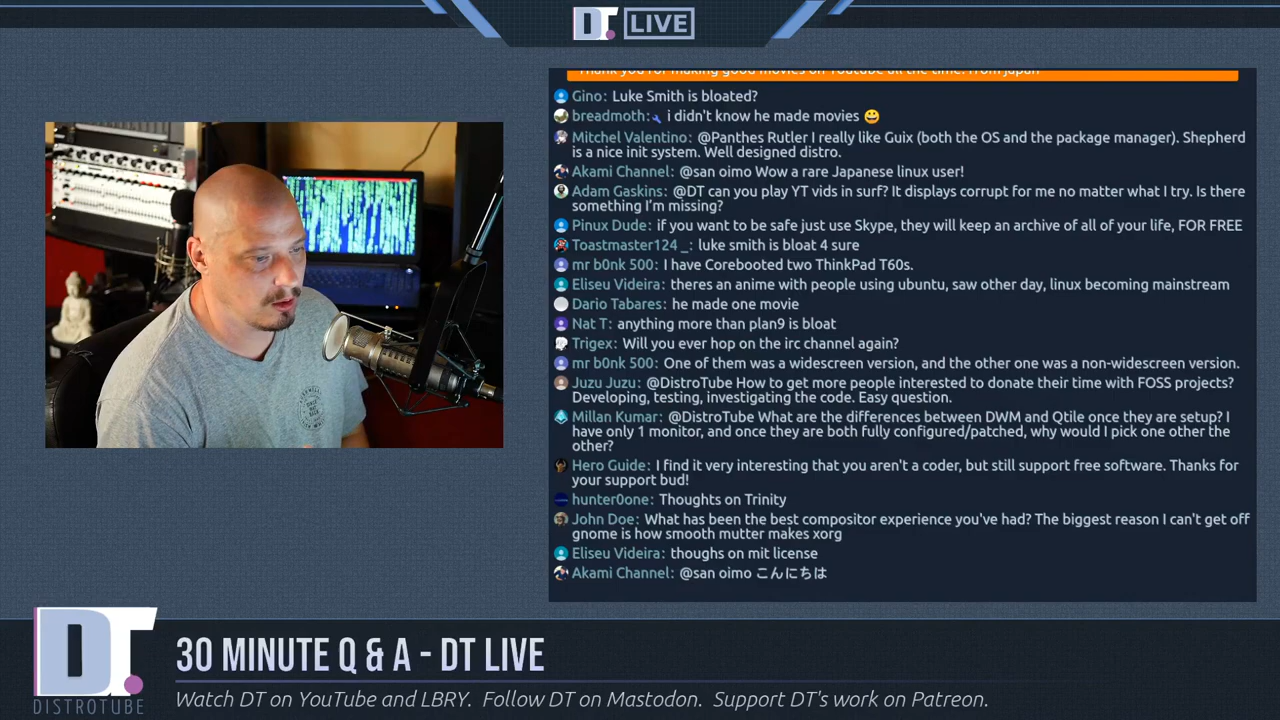 DT. LIVE
Thank you for making good movies on Youtube all the time. from Japan
Gino: Luke Smith is bloated?
breadmoth: i didn't know he made movies 😀
Mitchel Valentino: @Panthes Rutler I really like Guix (both the OS and the package manager). Shepherd
is a nice init system. Well designed distro.
Akami Channel: @san oimo Wow a rare Japanese linux user!
Adam Gaskins: @DT can you play YT vids in surf? It displays corrupt for me no matter what I try. Is there
something I'm missing?
Pinux Dude: if you want to be safe just use Skype, they will keep an archive of all of your life, FOR FREE
Toastmaster124 _: luke smith is bloat 4 sure
mr b0nk 500: I have Corebooted two ThinkPad T60s.
Eliseu Videira: theres an anime with people using ubuntu, saw other day, linux becoming mainstream
Dario Tabares: he made one movie
Nat T: anything more than plan9 is bloat
Trigex: Will you ever hop on the irc channel again?
mr b0nk 500: One of them was a widescreen version, and the other one was a non-widescreen version.
Juzu Juzu: @DistroTube How to get more people interested to donate their time with FOSS projects?
Developing, testing, investigating the code. Easy question.
Millan Kumar: @DistroTube What are the differences between DWM and Qtile once they are setup? I
have only 1 monitor, and once they are both fully configured/patched, why would I pick one other the
other?
Hero Guide: I find it very interesting that you aren't a coder, but still support free software. Thanks for
your support bud!
hunter0one: Thoughts on Trinity
John Doe: What has been the best compositor experience you've had? The biggest reason I can't get off
gnome is how smooth mutter makes xorg
Eliseu Videira: thoughs on mit license
Akami Channel: @san oimo こんにちは
DT.
DISTROTUBE
30 MINUTE Q & A - DT LIVE
Watch DT on YouTube and LBRY. Follow DT on Mastodon. Support DT's work on Patreon.